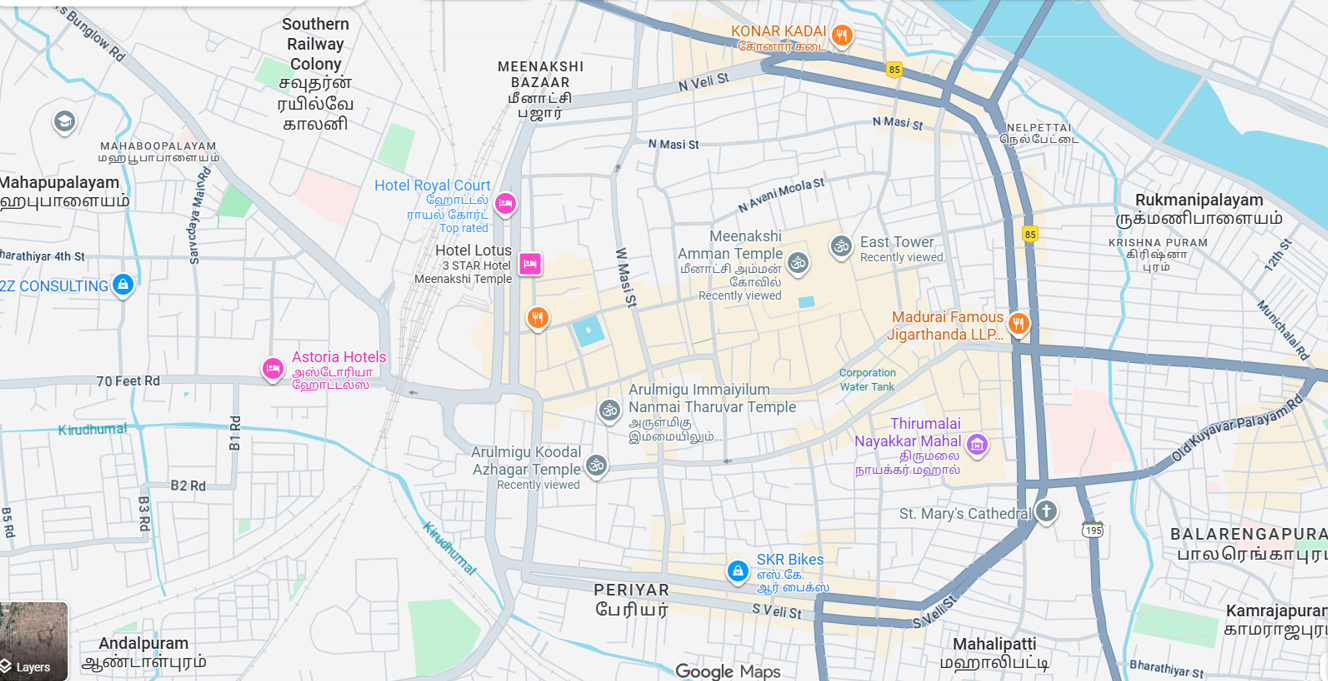 's Bunglow Rd
Southern
Railway
Colony
சவுதர்ன்
ரயில்வே
காலனி
MEENAKSHI
BAZAAR
மீனாட்சி
பஜார்
KONAR KADAI
கோனார் கடை
85
N Veli St
N Masi St
N Masi St
NELPETTAI
நெல்பேட்டை
MAHABOOPALAYAM
மஹபூபாபாளையம்
Mahapupalayam
ஹபுபாளையம்
Sarvodaya Main Rd
Hotel Royal Court
ஹோட்டல்
ராயல் கோர்ட்
Top rated
N Avani Moola St
Rukmanipalayam
ருக்மணிபாளையம்
KRISHNA PURAM
கிரிஷ்னா
புரம்
12th St
Munichalai Rd
85
Hotel Lotus
3 STAR Hotel
Meenakshi Temple
Meenakshi
Amman Temple
மீனாட்சி அம்மன்
கோவில்
Recently viewed
East Tower
Recently viewed
harathiyar 4th St
2Z CONSULTING
W Masi St
Madurai Famous
Jigarthanda LLP...
Astoria Hotels
அஸ்டோரியா
ஹோட்டல்ஸ்
70 Feet Rd
Corporation
Water Tank
Arulmigu Immaiyilum
Nanmai Tharuvar Temple
அருள்மிகு
இம்மையிலும்...
Kirudhumal
B1 Rd
Thirumalai
Nayakkar Mahal
திருமலை
நாயக்கர் மஹால்
Old Kuyavar Palayam Rd
Arulmigu Koodal
Azhagar Temple
Recently viewed
B2 Rd
B3 Rd
B5 Rd
Kirudhumal
St. Mary's Cathedral
195
BALARENGAPURA
பாலரெங்காபுரம்
SKR Bikes
எஸ்.கே.
ஆர் பைக்ஸ்
PERIYAR
பேரியர்
S Veli St
S Veli St
Kamrajapuram
காமராஜபுர
Andalpuram
ஆண்டாள்புரம்
Mahalipatti
மஹாலிபட்டி
Bharathiyar St
Layers
Google Maps